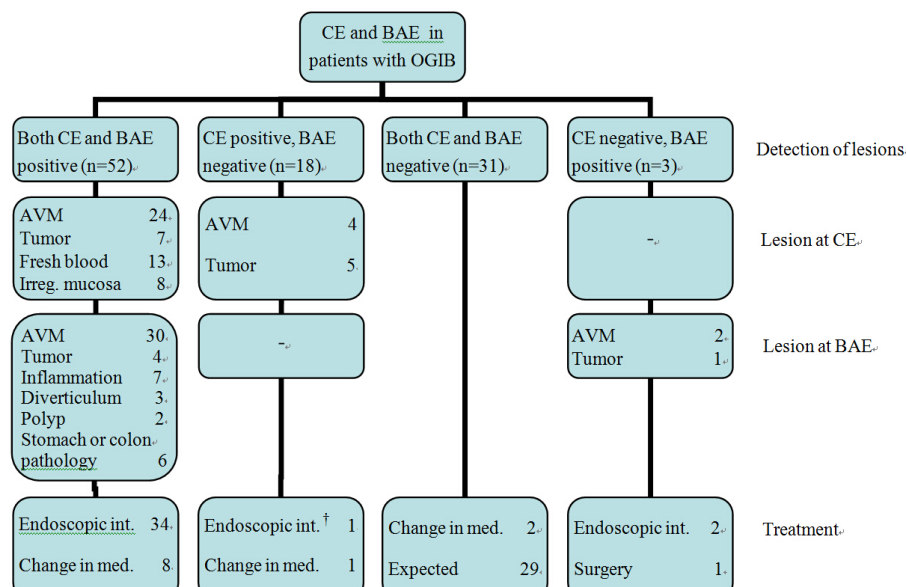 CE and BAE in
patients with OGIB
Both CE and BAE
positive (n=52)
CE positive, BAE
negative (n=18)
Both CE and BAE
negative (n=31)
CE negative, BAE
positive (n=3)
Detection of lesions
AVM 24
Tumor 7
Fresh blood 13
Irreg. mucosa 8
AVM 4
Tumor 5
-
Lesion at CE
AVM 30
Tumor 4
Inflammation 7
Diverticulum 3
Polyp 2
Stomach or colon
pathology 6
-
AVM 2
Tumor 1
Lesion at BAE
Endoscopic int. 34
Change in med. 8
Endoscopic int.† 1
Change in med. 1
Change in med. 2
Expected 29
Endoscopic int. 2
Surgery 1
Treatment